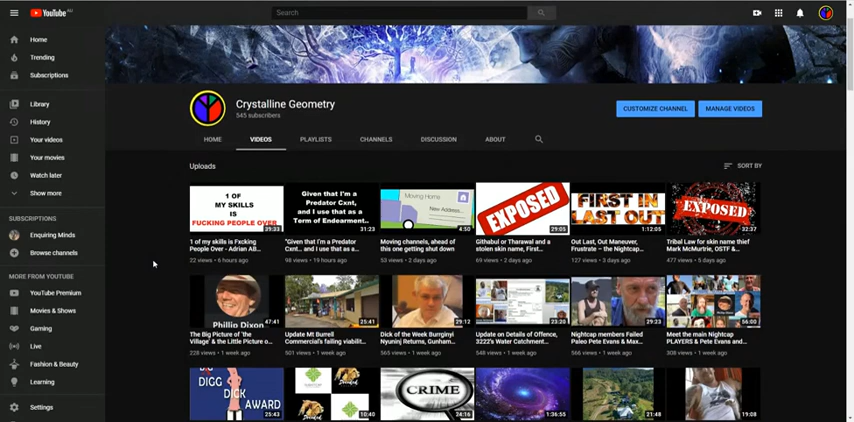 YouTube AU
Search
Home
Trending
Subscriptions
Library
History
Your videos
Your movies
Watch later
Show more
SUBSCRIPTIONS
Enquiring Minds
Browse channels
MORE FROM YOUTUBE
YouTube Premium
Movies & Shows
Gaming
Live
Fashion & Beauty
Learning
Settings
Crystalline Geometry
545 subscribers
CUSTOMIZE CHANNEL
MANAGE VIDEOS
HOME
VIDEOS
PLAYLISTS
CHANNELS
DISCUSSION
ABOUT
Uploads
SORT BY
1 OF
MY SKILLS
IS
FUCKING PEOPLE OVER
39:33
1 of my skills is Fxcking
People Over - Adrian AB...
22 views • 6 hours ago
Given that I'm a
Predator Cxnt,
and I use that as a
Term of Endearment..
31:23
"Given that I'm a Predator
Cxnt... and I use that as a...
98 views • 19 hours ago
Moving Home
New Address...
4:50
Moving channels, ahead of
this one getting shut down
53 views • 2 days ago
EXPOSED
29:05
Githabul or Tharawal and a
stolen skin name, First...
69 views • 2 days ago
FIRST IN
LAST OUT
1:12:05
Out Last, Out Maneuver,
Frustrate – the Nightcap...
127 views • 3 days ago
EXPOSED
32:37
Tribal Law for skin name thief
Mark McMurtrie, OSTF &...
477 views • 5 days ago
Phillip Dixon
47:41
The Big Picture of 'The
Village' & the Little Picture o...
228 views • 1 week ago
25:41
Update Mt Burrell
Commercial's failing viabilit...
501 views • 1 week ago
29:12
Dick of the Week Burrginyi
Nyuninj Returns, Gunham...
565 views • 1 week ago
23:20
Update on Details of Offence,
3222's Water Catchment...
548 views • 1 week ago
29:23
Nightcap members Failed
Paleo Pete Evans & Max...
566 views • 1 week ago
56:00
Meet the main Nightcap
PLAYERS & Pete Evans an...
308 views • 1 week ago
BIG
DIGG
DICK
AWARD
25:43
10:40
CRIME
24:16
1:36:55
21:48
19:08